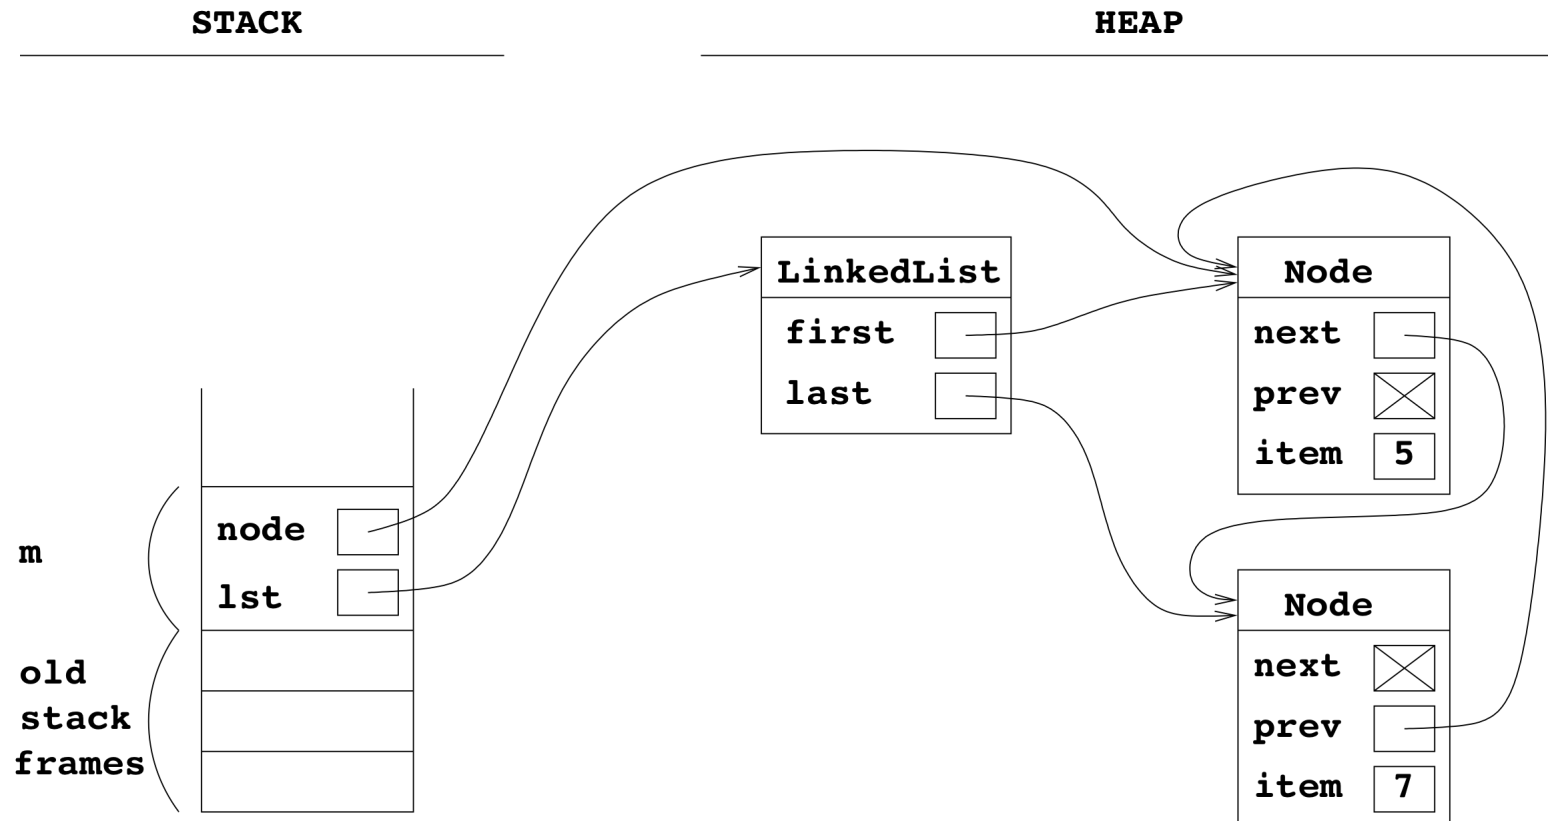 STACK
HEAP
LinkedList
first
last
Node
next
prev
item 5
m
node
lst
old
stack
frames
Node
next
prev
item 7